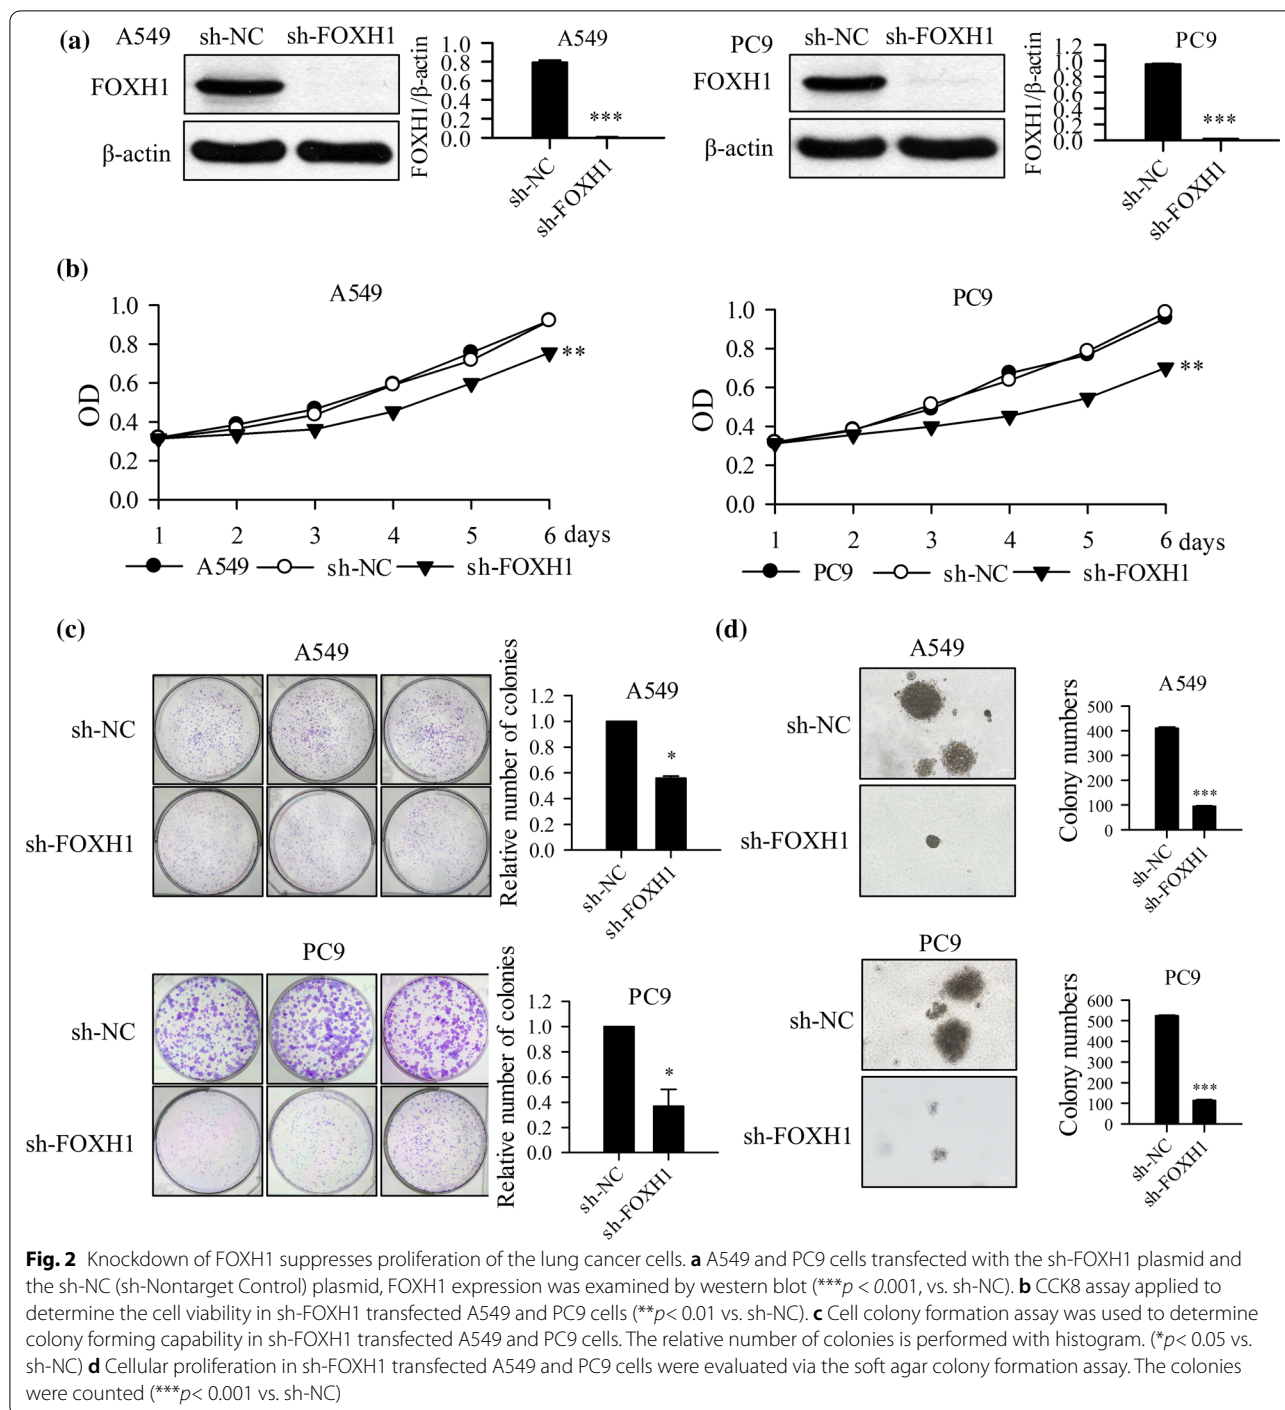 (a)
A549
sh-NC sh-FOXH1
FOXH1
β-actin
FOXH1/β-actin
1.0
0.8
0.6
0.4
0.2
0
A549
***
sh-NC
sh-FOXH1
PC9
sh-NC sh-FOXH1
FOXH1
β-actin
FOXH1/β-actin
1.0
0.8
0.6
0.4
0.2
0.0
PC9
***
sh-NC
sh-FOXH1
(b)
A549
OD
1.0
0.8
0.6
0.4
0.2
0.0
**
1 2 3 4 5 6 days
A549 sh-NC sh-FOXH1
PC9
OD
1.0
0.8
0.6
0.4
0.2
0.0
**
1 2 3 4 5 6 days
PC9 sh-NC sh-FOXH1
(c)
A549
sh-NC
sh-FOXH1
Relative number of colonies
1.2
1.0
0.8
0.6
0.4
0.2
0.0
A549
*
sh-NC
sh-FOXH1
PC9
sh-NC
sh-FOXH1
Relative number of colonies
1.2
1.0
0.8
0.6
0.4
0.2
0.0
PC9
*
sh-NC
sh-FOXH1
(d)
A549
sh-NC
sh-FOXH1
Colony numbers
500
400
300
200
100
0
A549
***
sh-NC
sh-FOXH1
PC9
sh-NC
sh-FOXH1
Colony numbers
600
500
400
300
200
100
0
PC9
***
sh-NC
sh-FOXH1
Fig. 2 Knockdown of FOXH1 suppresses proliferation of the lung cancer cells. a A549 and PC9 cells transfected with the sh-FOXH1 plasmid and
the sh-NC (sh-Nontarget Control) plasmid, FOXH1 expression was examined by western blot (***p < 0.001, vs. sh-NC). b CCK8 assay applied to
determine the cell viability in sh-FOXH1 transfected A549 and PC9 cells (**p< 0.01 vs. sh-NC). c Cell colony formation assay was used to determine
colony forming capability in sh-FOXH1 transfected A549 and PC9 cells. The relative number of colonies is performed with histogram. (*p< 0.05 vs.
sh-NC) d Cellular proliferation in sh-FOXH1 transfected A549 and PC9 cells were evaluated via the soft agar colony formation assay. The colonies
were counted (***p< 0.001 vs. sh-NC)